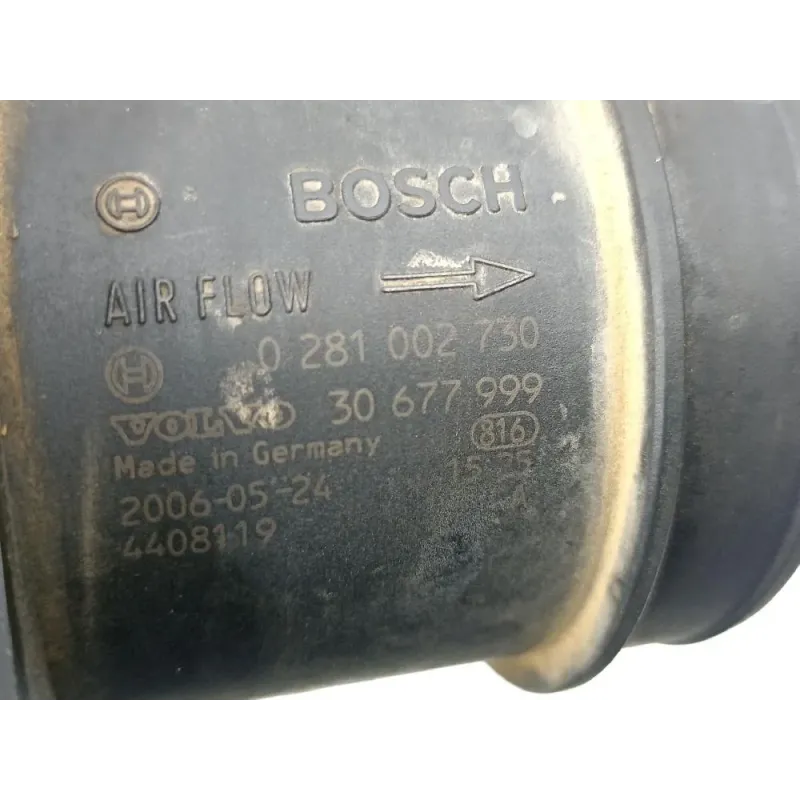 BOSCH
AIR FLOW
0 281 002 730
VOLVO 30 677 999
Made in Germany 816
2006-05-24
A
4408119